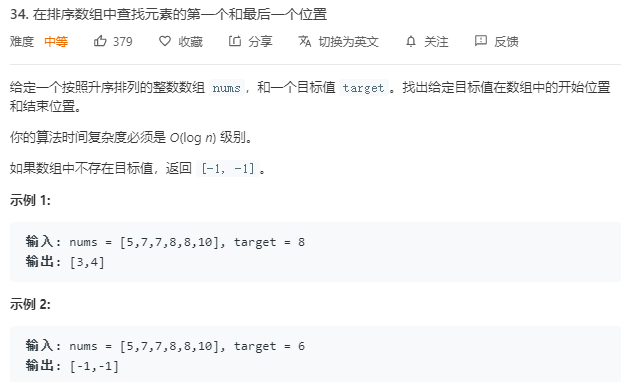 34. 在排序数组中查找元素的第一个和最后一个位置
难度 中等 379 收藏 分享 切换为英文 关注 反馈
给定一个按照升序排列的整数数组 nums，和一个目标值 target。找出给定目标值在数组中的开始位置
和结束位置。
你的算法时间复杂度必须是 O(log n) 级别。
如果数组中不存在目标值，返回 [-1, -1]。
示例 1:
输入: nums = [5,7,7,8,8,10], target = 8
输出: [3,4]
示例 2:
输入: nums = [5,7,7,8,8,10], target = 6
输出: [-1,-1]